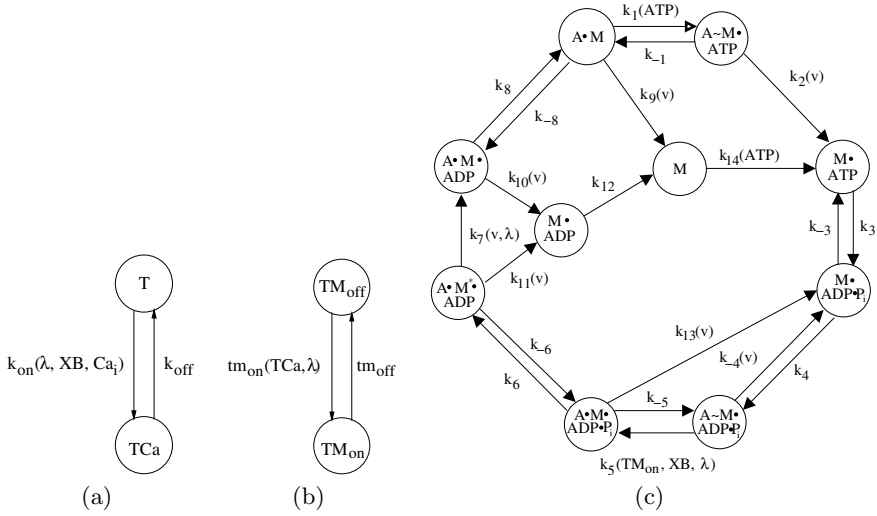 T
k_on(λ, XB, Ca_i)
k_off
TCa
(a)
TM_off
tm_on(TCa,λ)
tm_off
TM_on
(b)
A•M
k_1(ATP)
k_−1
A~M•
ATP
k_2(v)
k_8
k_−8
k_9(v)
A•M•
ADP
k_10(v)
k_12
M
k_14(ATP)
M•
ATP
k_7(v,λ)
M•
ADP
k_−3
k_3
k_11(v)
A•M*•
ADP
M•
ADP•P_i
k_−6
k_13(v)
k_−4(v)
k_6
k_4
k_−5
A•M•
ADP•P_i
A~M•
ADP•P_i
k_5(TM_on, XB, λ)
(c)